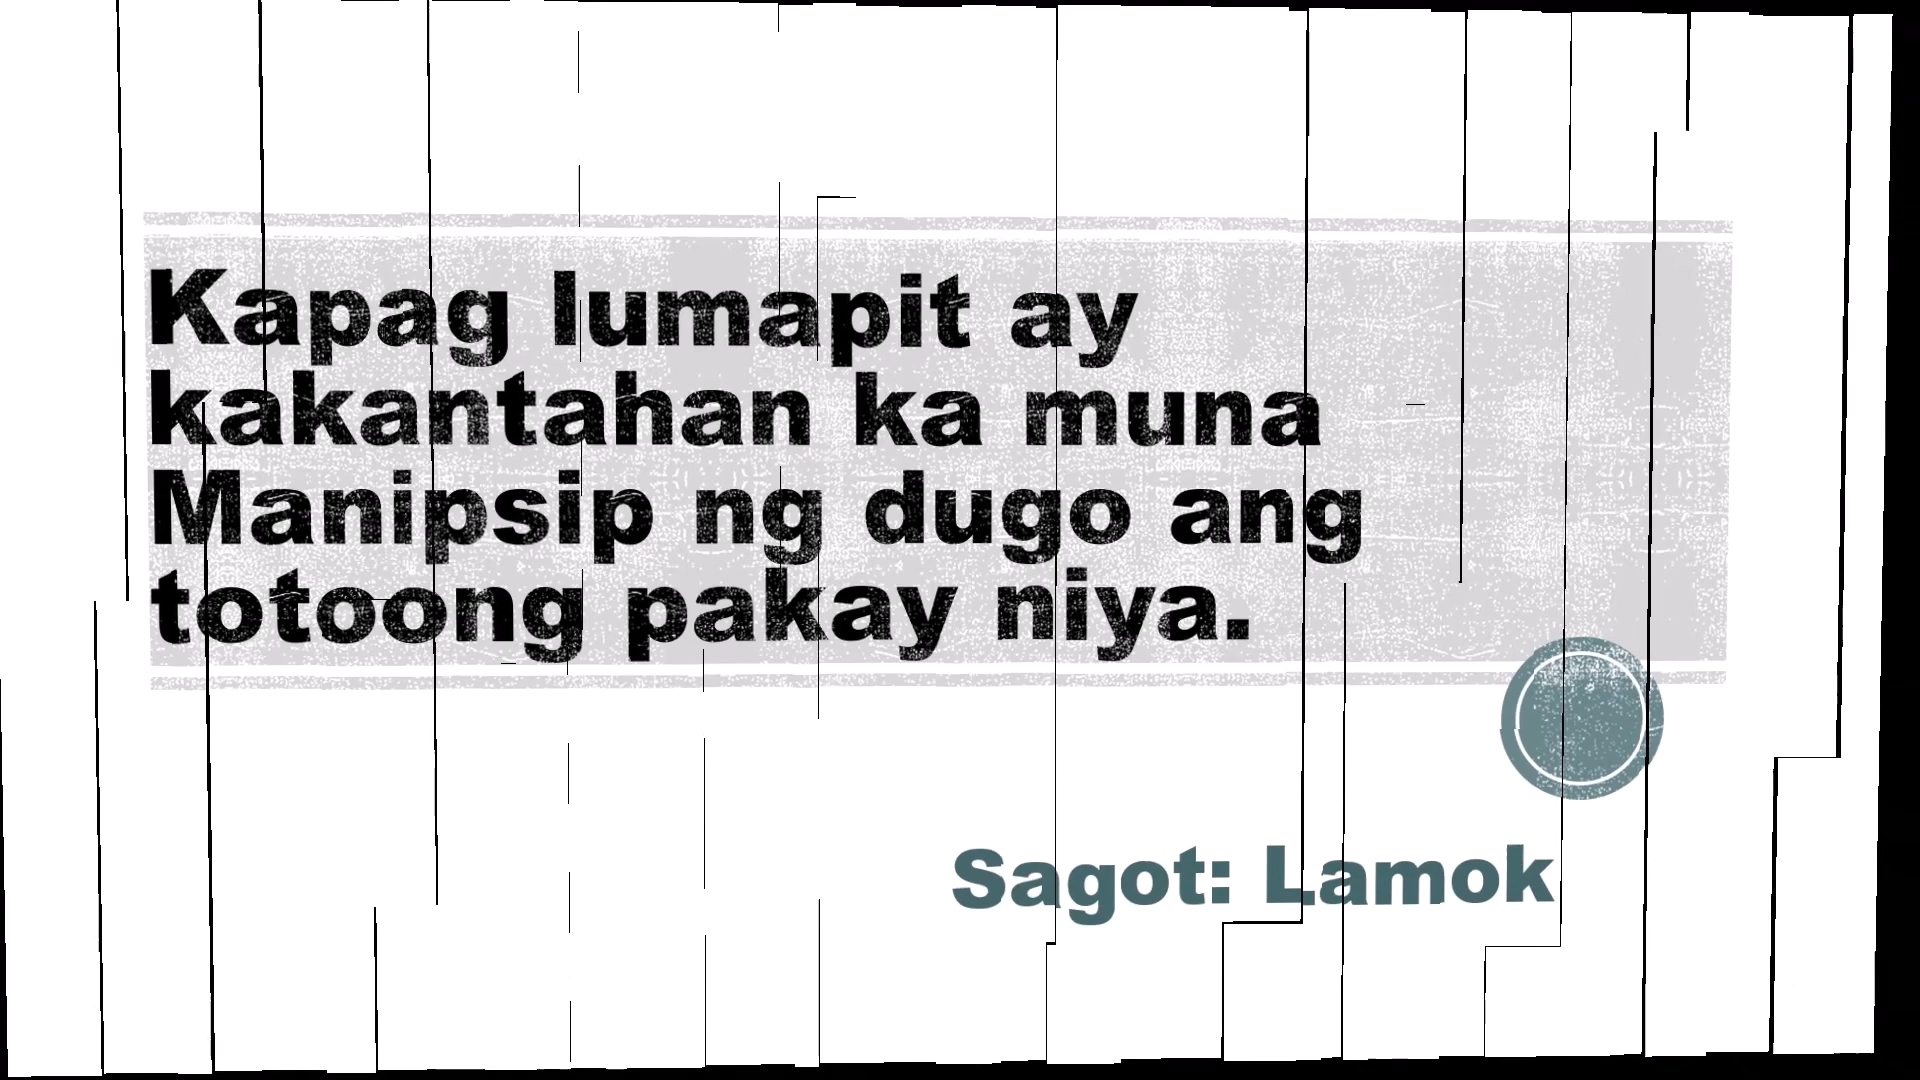 Kapag lumapit ay
kakantahan ka muna
Manipsip ng dugo ang
totoong pakay niya.
Sagot: Lamok